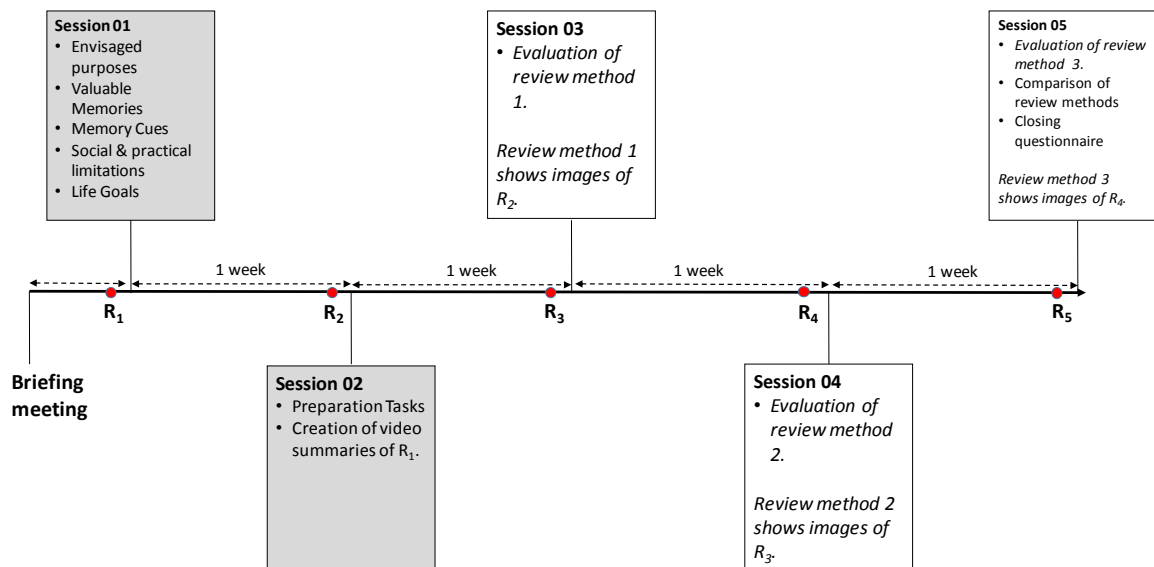 Session 01
• Envisaged
purposes
• Valuable
Memories
• Memory Cues
• Social & practical
limitations
• Life Goals
Session 03
• Evaluation of
review method
1.
Review method 1
shows images of
R₂.
Session 05
• Evaluation of review
method 3.
• Comparison of
review methods
• Closing
questionnaire
Review method 3
shows images of R₄.
1 week
1 week
1 week
1 week
R₁
R₂
R₃
R₄
R₅
Briefing
meeting
Session 02
• Preparation Tasks
• Creation of video
summaries of R₁.
Session 04
• Evaluation of
review method
2.
Review method 2
shows images of
R₃.